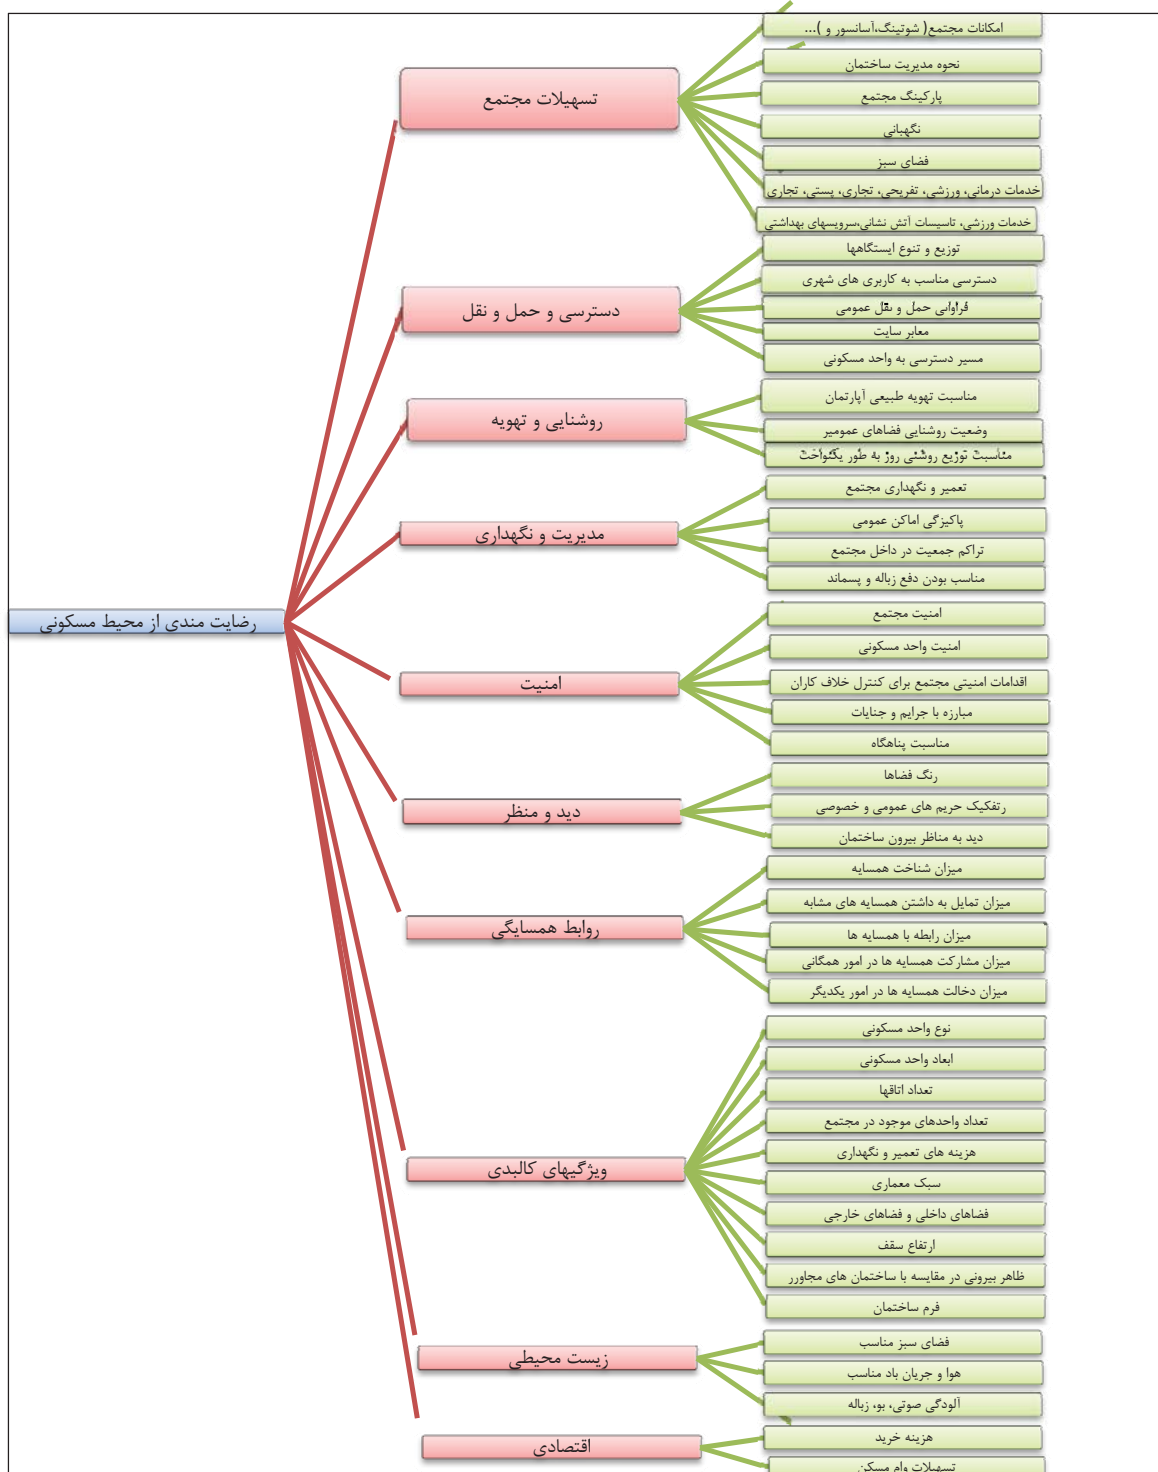 امکانات مجتمع( شوتینگ،آسانسور و )...
نحوه مدیریت ساختمان
تسهیلات مجتمع
پارکینگ مجتمع
نگهبانی
فضای سبز
خدمات درمانی، ورزشی، تفریحی، تجاری، پستی، تجاری
خدمات ورزشی، تاسیسات آتش نشانی،سرویسهای بهداشتی
توزیع و تنوع ایستگاهها
دسترسی مناسب به کاربری های شهری
دسترسی و حمل و نقل
فراوانی حمل و نقل عمومی
معابر سایت
مسیر دسترسی به واحد مسکونی
مناسبت تهویه طبیعی آپارتمان
روشنایی و تهویه
وضعیت روشنایی فضاهای عمومیر
مناسبت توزیع روشنی روز به طور یکنواخت
تعمیر و نگهداری مجتمع
پاکیزگی اماکن عمومی
مدیریت و نگهداری
تراکم جمعیت در داخل مجتمع
مناسب بودن دفع زباله و پسماند
رضایت مندی از محیط مسکونی
امنیت مجتمع
امنیت واحد مسکونی
امنیت
اقدامات امنیتی مجتمع برای کنترل خلاف کاران
مبارزه با جرایم و جنایات
مناسبت پناهگاه
رنگ فضاها
دید و منظر
رتفکیک حریم های عمومی و خصوصی
دید به مناظر بیرون ساختمان
میزان شناخت همسایه
میزان تمایل به داشتن همسایه های مشابه
روابط همسایگی
میزان رابطه با همسایه ها
میزان مشارکت همسایه ها در امور همگانی
میزان دخالت همسایه ها در امور یکدیگر
نوع واحد مسکونی
ابعاد واحد مسکونی
تعداد اتاقها
تعداد واحدهای موجود در مجتمع
هزینه های تعمیر و نگهداری
ویژگیهای کالبدی
سبک معماری
فضاهای داخلی و فضاهای خارجی
ارتفاع سقف
ظاهر بیرونی در مقایسه با ساختمان های مجاورر
فرم ساختمان
فضای سبز مناسب
زیست محیطی
هوا و جریان باد مناسب
آلودگی صوتی، بو، زباله
هزینه خرید
اقتصادی
تسهیلات وام مسکن